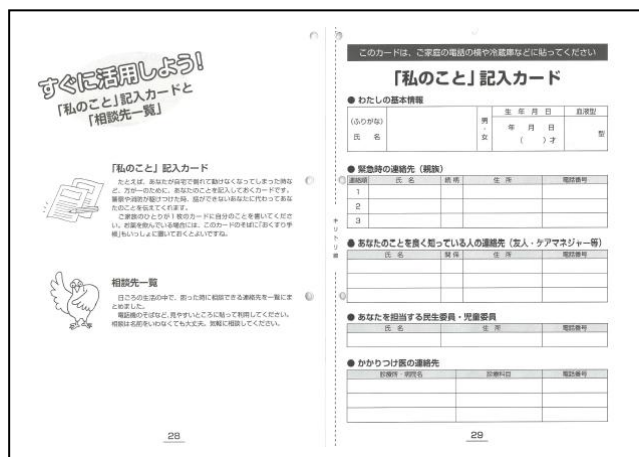 すぐに活用しよう！
「私のこと」記入カードと
「相談先一覧」
「私のこと」記入カード
たとえば、あなたが自宅で倒れて動けなくなってしまった時な
ど、万が一のために、あなたのことを記入しておくカードです。
警察や消防が駆けつけた時、話ができないあなたに代わってあな
たのことを伝えてくれます。
ご家族のひとりが1枚のカードに自分のことを書いてくださ
い。お薬を飲んでいる場合には、このカードのそばに「おくすり手
帳」もいっしょに置いておくとよいですね。
相談先一覧
日ごろの生活の中で、困った時に相談できる連絡先を一覧にま
とめました。
電話機のそばなど、見やすいところに貼って利用してください。
相談は名前をいわなくても大丈夫。気軽に相談してください。
28
キリトリ線
このカードは、ご家庭の電話の横や冷蔵庫などに貼ってください
「私のこと」記入カード
● わたしの基本情報
(ふりがな)
氏 名
男・女
生 年 月 日
血液型
年 月 日
( )才
型
● 緊急時の連絡先（親族）
連絡順 氏 名 続 柄 住 所 電話番号
1
2
3
● あなたのことを良く知っている人の連絡先（友人・ケアマネジャー等）
氏 名 関 係 住 所 電話番号
● あなたを担当する民生委員・児童委員
氏 名 住 所 電話番号
● かかりつけ医の連絡先
診療所・病院名 診療科目 電話番号
29